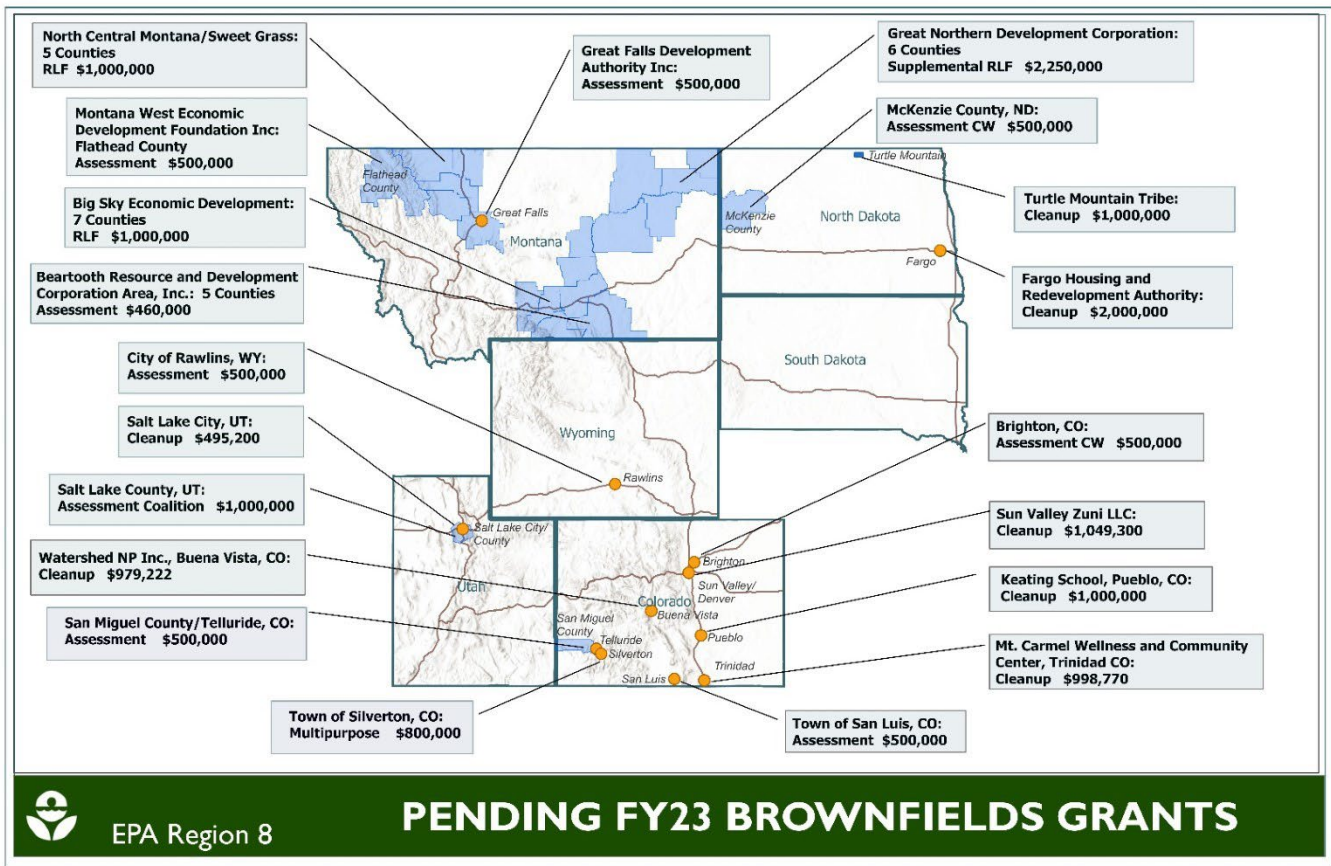 North Central Montana/Sweet Grass:
5 Counties
RLF $1,000,000
Great Falls Development
Authority Inc:
Assessment $500,000
Great Northern Development Corporation:
6 Counties
Supplemental RLF $2,250,000
Montana West Economic
Development Foundation Inc:
Flathead County
Assessment $500,000
McKenzie County, ND:
Assessment CW $500,000
Big Sky Economic Development:
7 Counties
RLF $1,000,000
Turtle Mountain Tribe:
Cleanup $1,000,000
Beartooth Resource and Development
Corporation Area, Inc.: 5 Counties
Assessment $460,000
Fargo Housing and
Redevelopment Authority:
Cleanup $2,000,000
City of Rawlins, WY:
Assessment $500,000
Salt Lake City, UT:
Cleanup $495,200
Brighton, CO:
Assessment CW $500,000
Salt Lake County, UT:
Assessment Coalition $1,000,000
Sun Valley Zuni LLC:
Cleanup $1,049,300
Watershed NP Inc., Buena Vista, CO:
Cleanup $979,222
Keating School, Pueblo, CO:
Cleanup $1,000,000
San Miguel County/Telluride, CO:
Assessment $500,000
Mt. Carmel Wellness and Community
Center, Trinidad CO:
Cleanup $998,770
Town of Silverton, CO:
Multipurpose $800,000
Town of San Luis, CO:
Assessment $500,000
Flathead
County
Great Falls
Montana
Turtle Mountain
McKenzie
County
North Dakota
Fargo
South Dakota
Wyoming
Rawlins
Salt Lake City/
County
Utah
Brighton
Sun Valley/
Denver
Colorado
Buena Vista
San Miguel
County
Telluride
Silverton
Pueblo
San Luis
Trinidad
EPA Region 8
PENDING FY23 BROWNFIELDS GRANTS